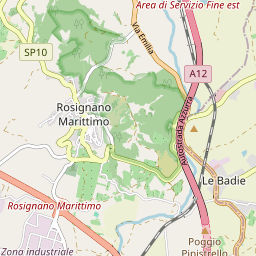 Area di Servizio Fine est
Via Emilia
SP10
A12
Rosignano
Marittimo
Autostrada Azzurra
Le Badie
Rosignano Marittimo
Zona industriale
Poggio
Pipistrello